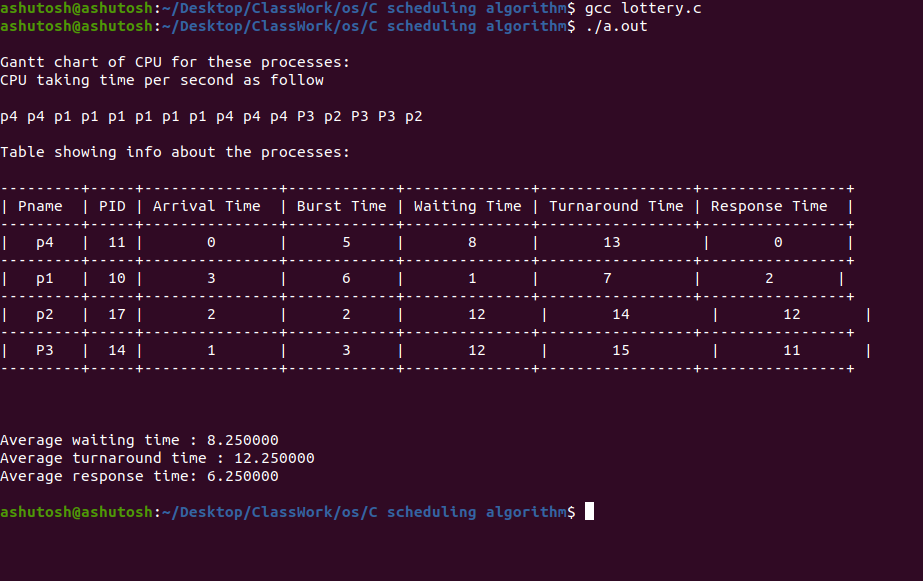 ashutosh@ashutosh:~/Desktop/ClassWork/os/C scheduling algorithm$ gcc lottery.c
ashutosh@ashutosh:~/Desktop/ClassWork/os/C scheduling algorithm$ ./a.out
Gantt chart of CPU for these processes:
CPU taking time per second as follow
p4 p4 p1 p1 p1 p1 p1 p1 p4 p4 p4 P3 p2 P3 P3 p2
Table showing info about the processes:
---------+-----+---------------+------------+--------------+-----------------+----------------+
| Pname  | PID | Arrival Time  | Burst Time | Waiting Time | Turnaround Time | Response Time  |
---------+-----+---------------+------------+--------------+-----------------+----------------+
|   p4   |  11 |       0       |      5     |       8      |       13         |       0       |
---------+-----+---------------+------------+--------------+-----------------+----------------+
|   p1   |  10 |       3       |      6     |       1      |       7         |       2       |
---------+-----+---------------+------------+--------------+-----------------+----------------+
|   p2   |  17 |       2       |      2     |       12      |       14         |       12       |
---------+-----+---------------+------------+--------------+-----------------+----------------+
|   P3   |  14 |       1       |      3     |       12      |       15         |       11       |
---------+-----+---------------+------------+--------------+-----------------+----------------+
Average waiting time : 8.250000
Average turnaround time : 12.250000
Average response time: 6.250000
ashutosh@ashutosh:~/Desktop/ClassWork/os/C scheduling algorithm$